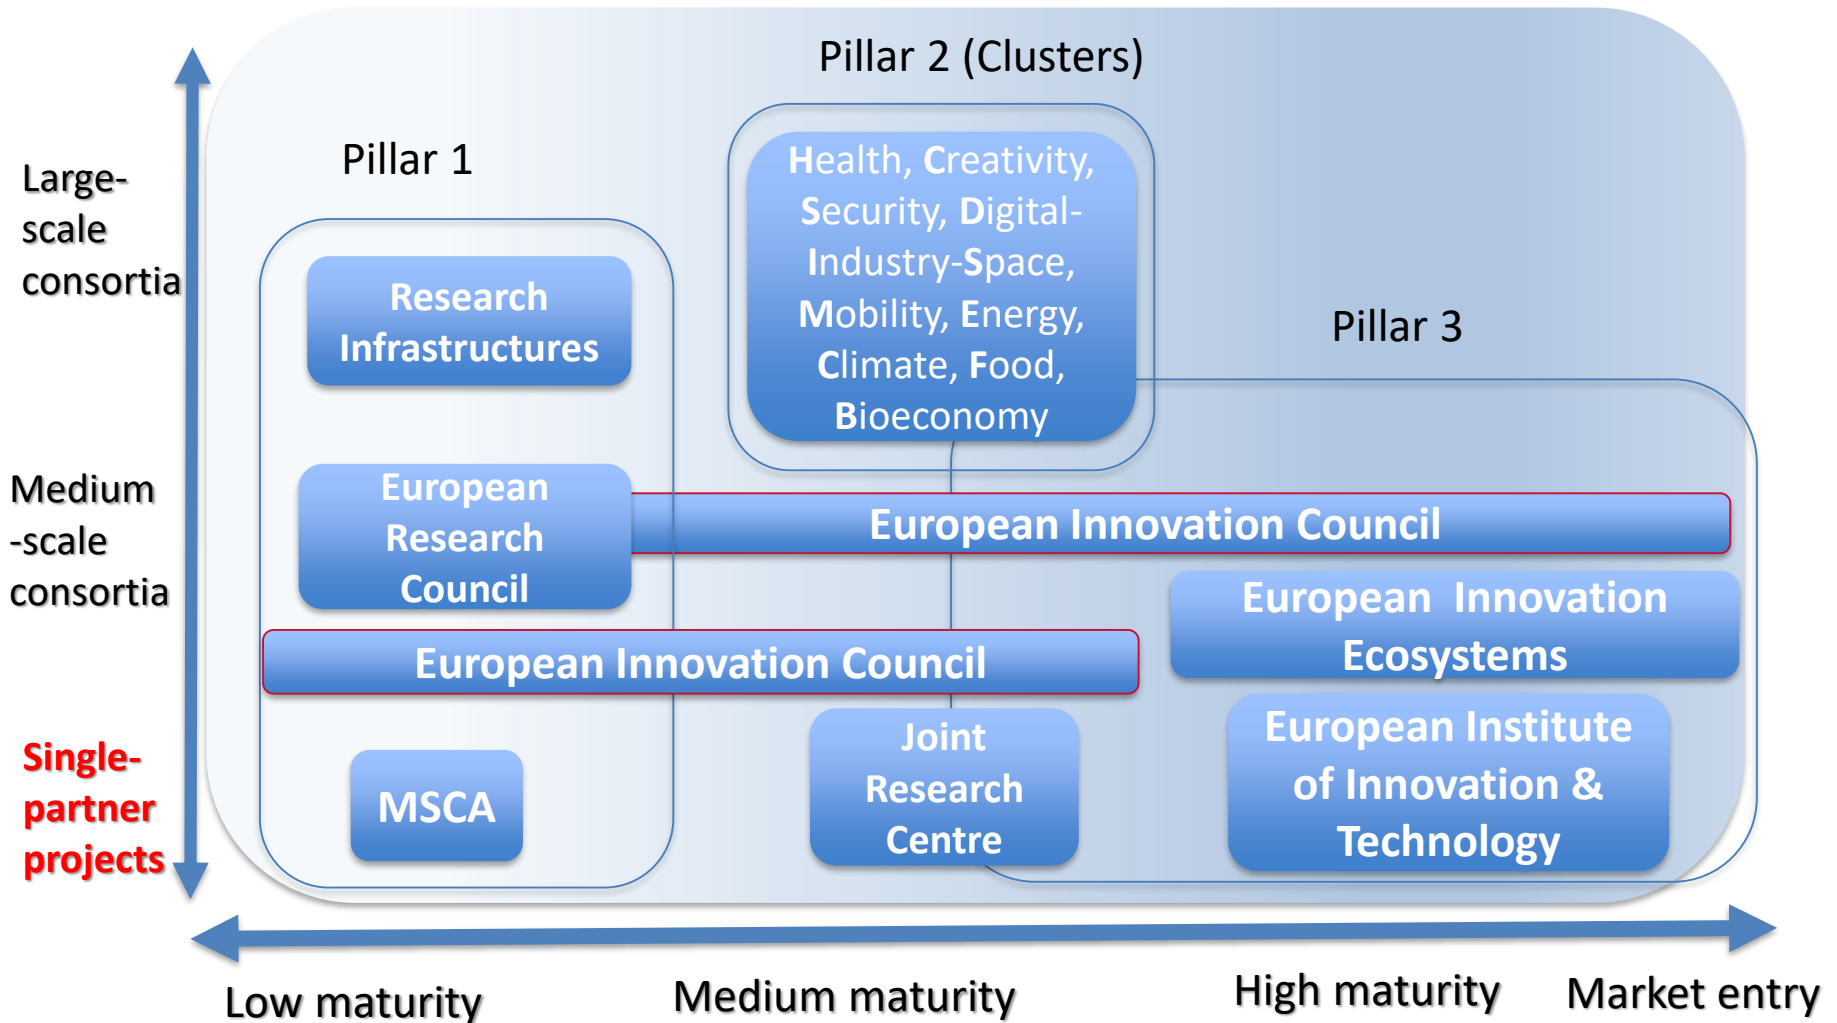 Pillar 2 (Clusters)
Pillar 1
Large-
scale
consortia
Health, Creativity,
Security, Digital-
Industry-Space,
Mobility, Energy,
Climate, Food,
Bioeconomy
Research
Infrastructures
Pillar 3
Medium
-scale
consortia
European
Research
Council
European Innovation Council
European  Innovation
Ecosystems
European Innovation Council
Single-
partner
projects
MSCA
Joint
Research
Centre
European Institute
of Innovation &
Technology
Low maturity
Medium maturity
High maturity
Market entry